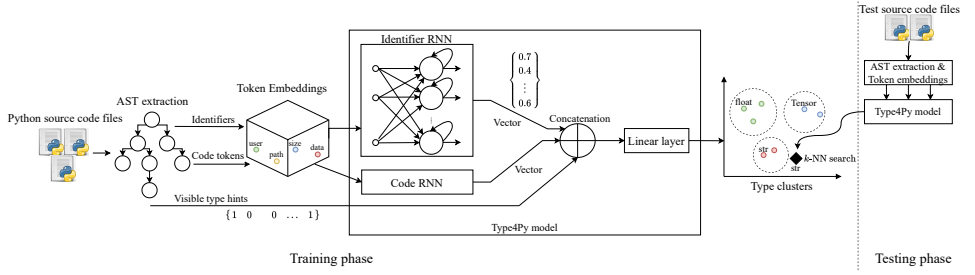 Python source code files
AST extraction
Identifiers
Code tokens
Visible type hints
{1 0 0 ... 1}
Token Embeddings
user
path
size
data
Identifier RNN
Code RNN
0.7
0.4
⋮
0.6
Vector
Vector
Concatenation
Linear layer
Type4Py model
Training phase
float
Tensor
str
k-NN search
str
Type clusters
Test source code files
AST extraction &
Token embeddings
Type4Py model
Testing phase